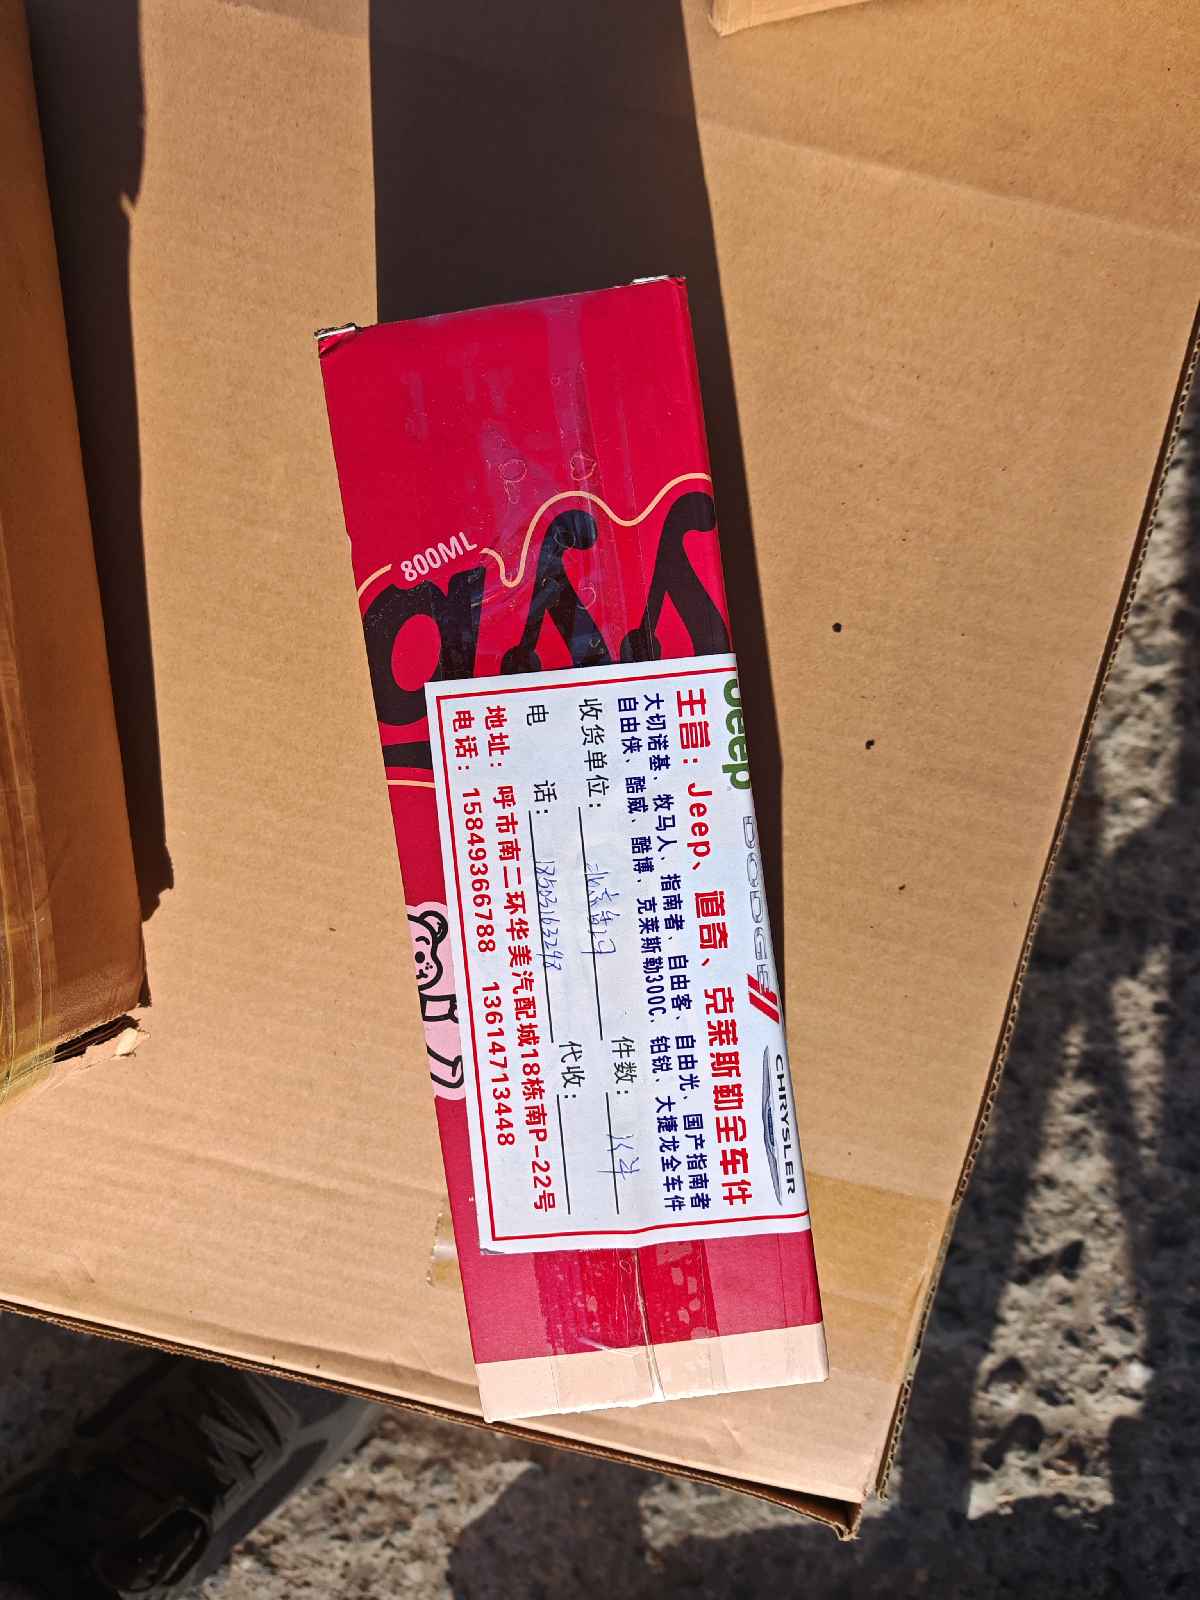 800ML
Jeep DODGE CHRYSLER
主营：Jeep、道奇、克莱斯勒全车件
大切诺基、牧马人、指南者、自由客、自由光、国产指南者
自由侠、酷威、酷博、克莱斯勒300C、铂锐、大捷龙全车件
收货单位： 件数：
电 话：18503163298 代收：
地址：呼市南二环华美汽配城18栋南P-22号
电话：15849366788 13614713448